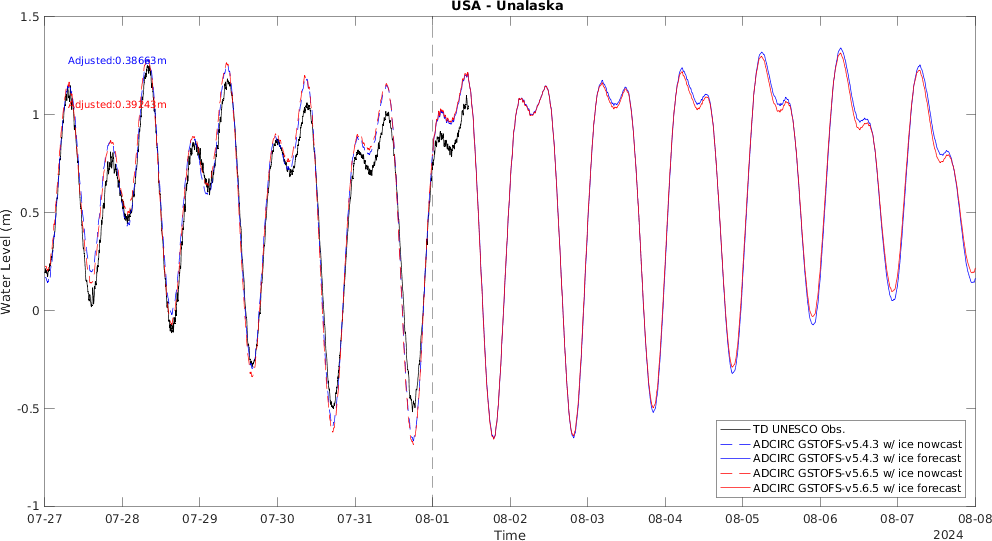 USA - Unalaska
Water Level (m)
1.5
1
0.5
0
-0.5
-1
Adjusted:0.38663m
Adjusted:0.39243m
TD UNESCO Obs.
ADCIRC GSTOFS-v5.4.3 w/ ice nowcast
ADCIRC GSTOFS-v5.4.3 w/ ice forecast
ADCIRC GSTOFS-v5.6.5 w/ ice nowcast
ADCIRC GSTOFS-v5.6.5 w/ ice forecast
07-27 07-28 07-29 07-30 07-31 08-01 08-02 08-03 08-04 08-05 08-06 08-07 08-08
Time
2024